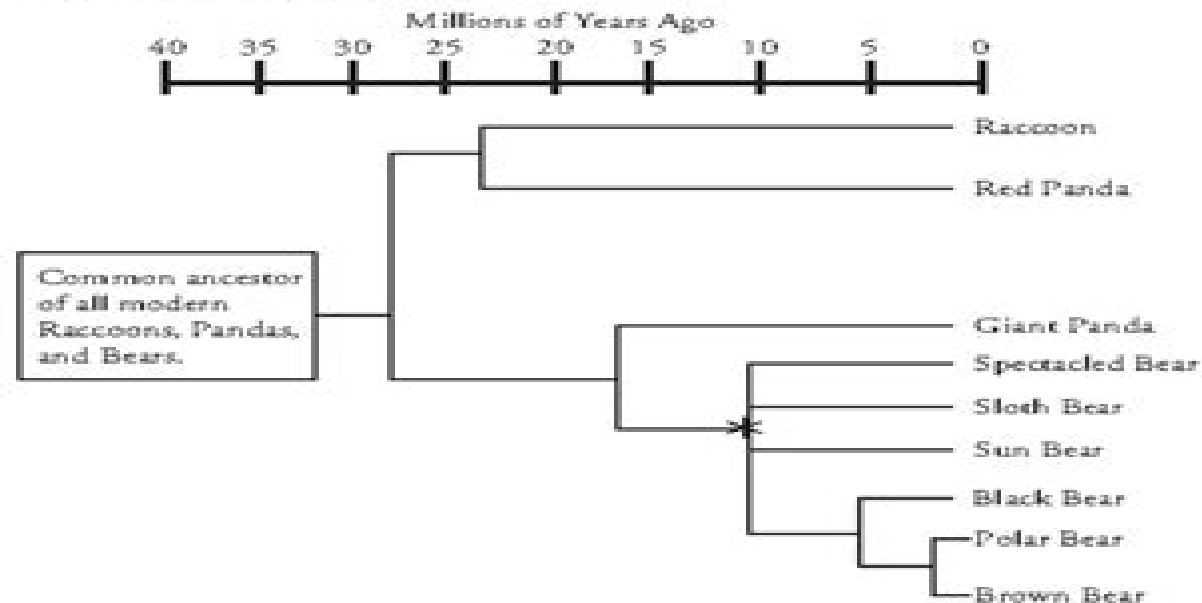 Millions of Years Ago
40 35 30 25 20 15 10 5 0
Raccoon
Red Panda
Common ancestor
of all modern
Raccoons, Pandas,
and Bears.
Giant Panda
Spectacled Bear
Sloth Bear
Sun Bear
Black Bear
Polar Bear
Brown Bear